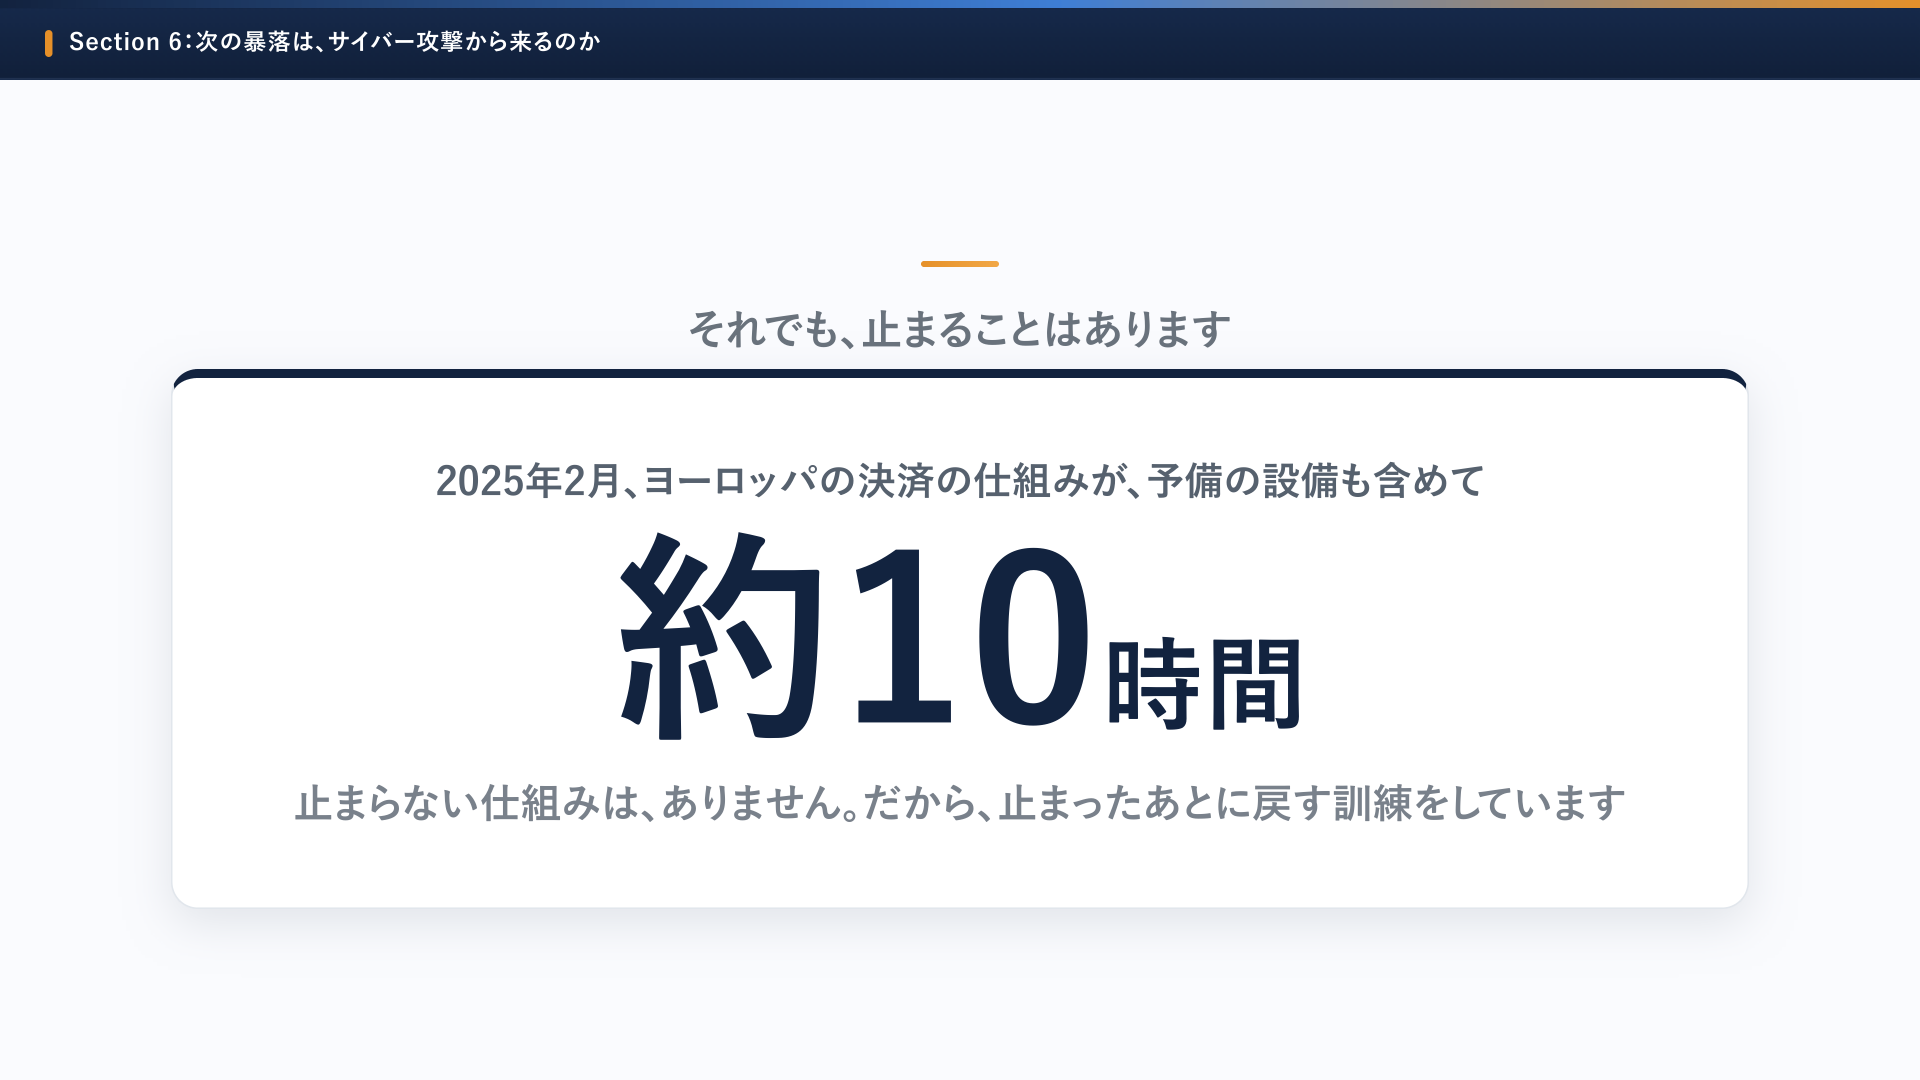 Section 6：次の暴落は、サイバー攻撃から来るのか
それでも、止まることはあります
2025年2月、ヨーロッパの決済の仕組みが、予備の設備も含めて
約10時間
止まらない仕組みは、ありません。だから、止まったあとに戻す訓練をしています